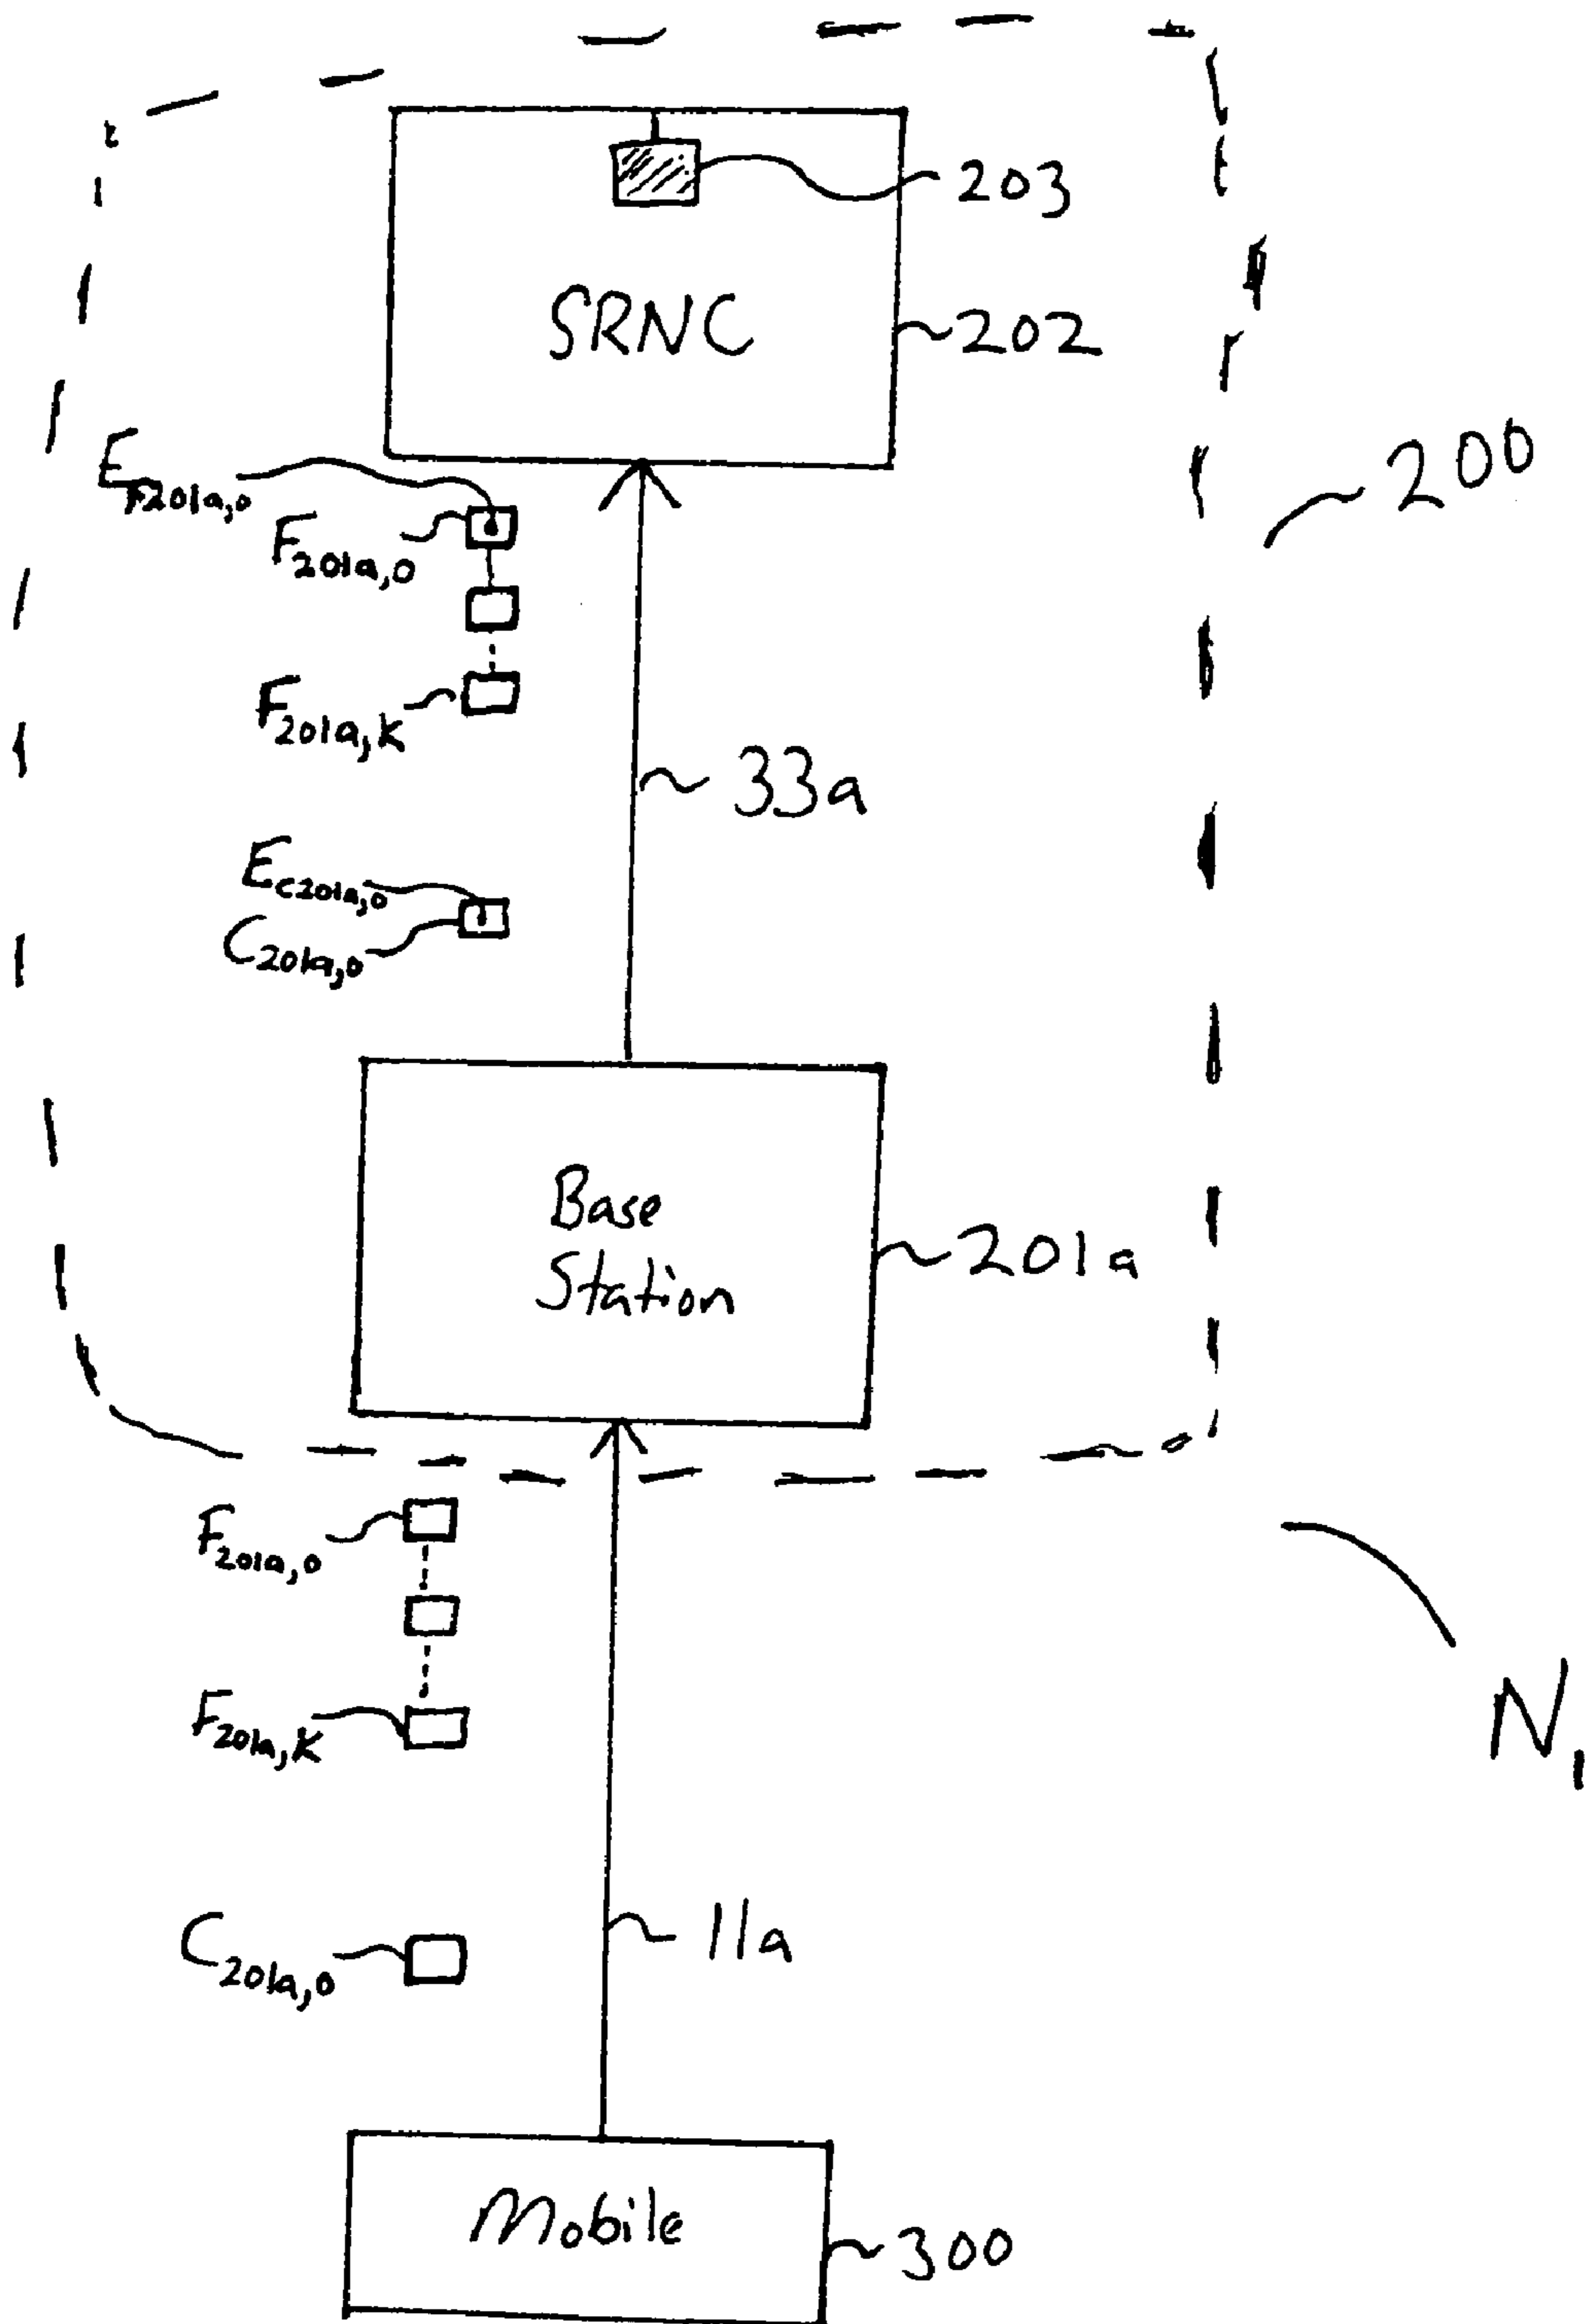 203
SRNC
202
E_F201a,0
200
F_201a,0
F_201a,k
33a
E_C201a,0
C_201a,0
Base
Station
201a
F_201a,0
F_201a,k
N_1
C_201a,0
11a
Mobile
300